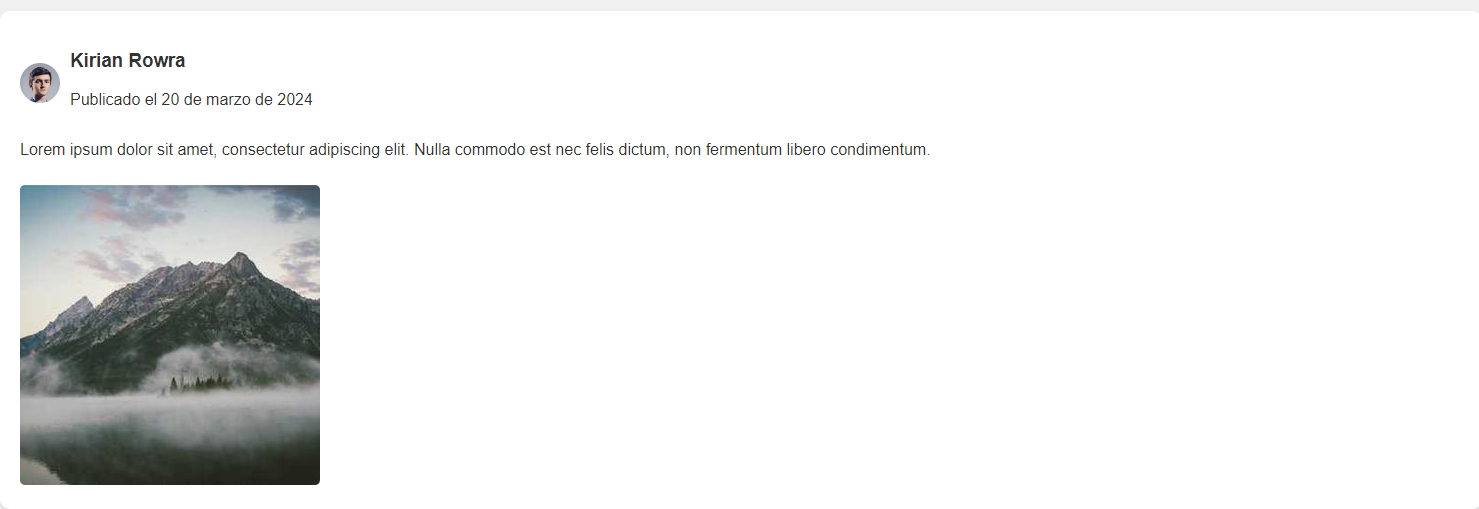 Kirian Rowra
Publicado el 20 de marzo de 2024
Lorem ipsum dolor sit amet, consectetur adipiscing elit. Nulla commodo est nec felis dictum, non fermentum libero condimentum.